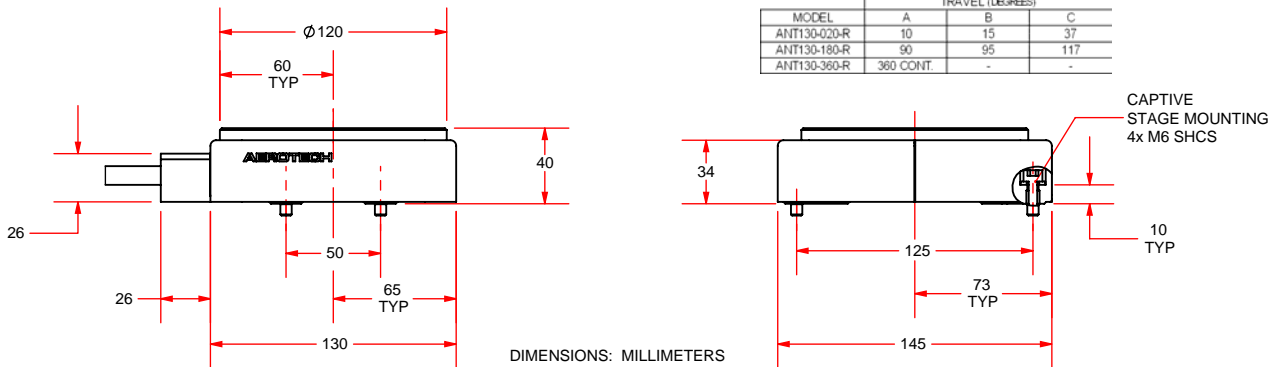 TRAVEL (DEGREES)
MODEL A B C
ANT130-020-R 10 15 37
ANT130-180-R 90 95 117
ANT130-360-R 360 CONT. - -
Ø120
60
TYP
AEROTECH
40
26
50
26
65
TYP
130
DIMENSIONS: MILLIMETERS
CAPTIVE
STAGE MOUNTING
4x M6 SHCS
34
10
TYP
125
73
TYP
145